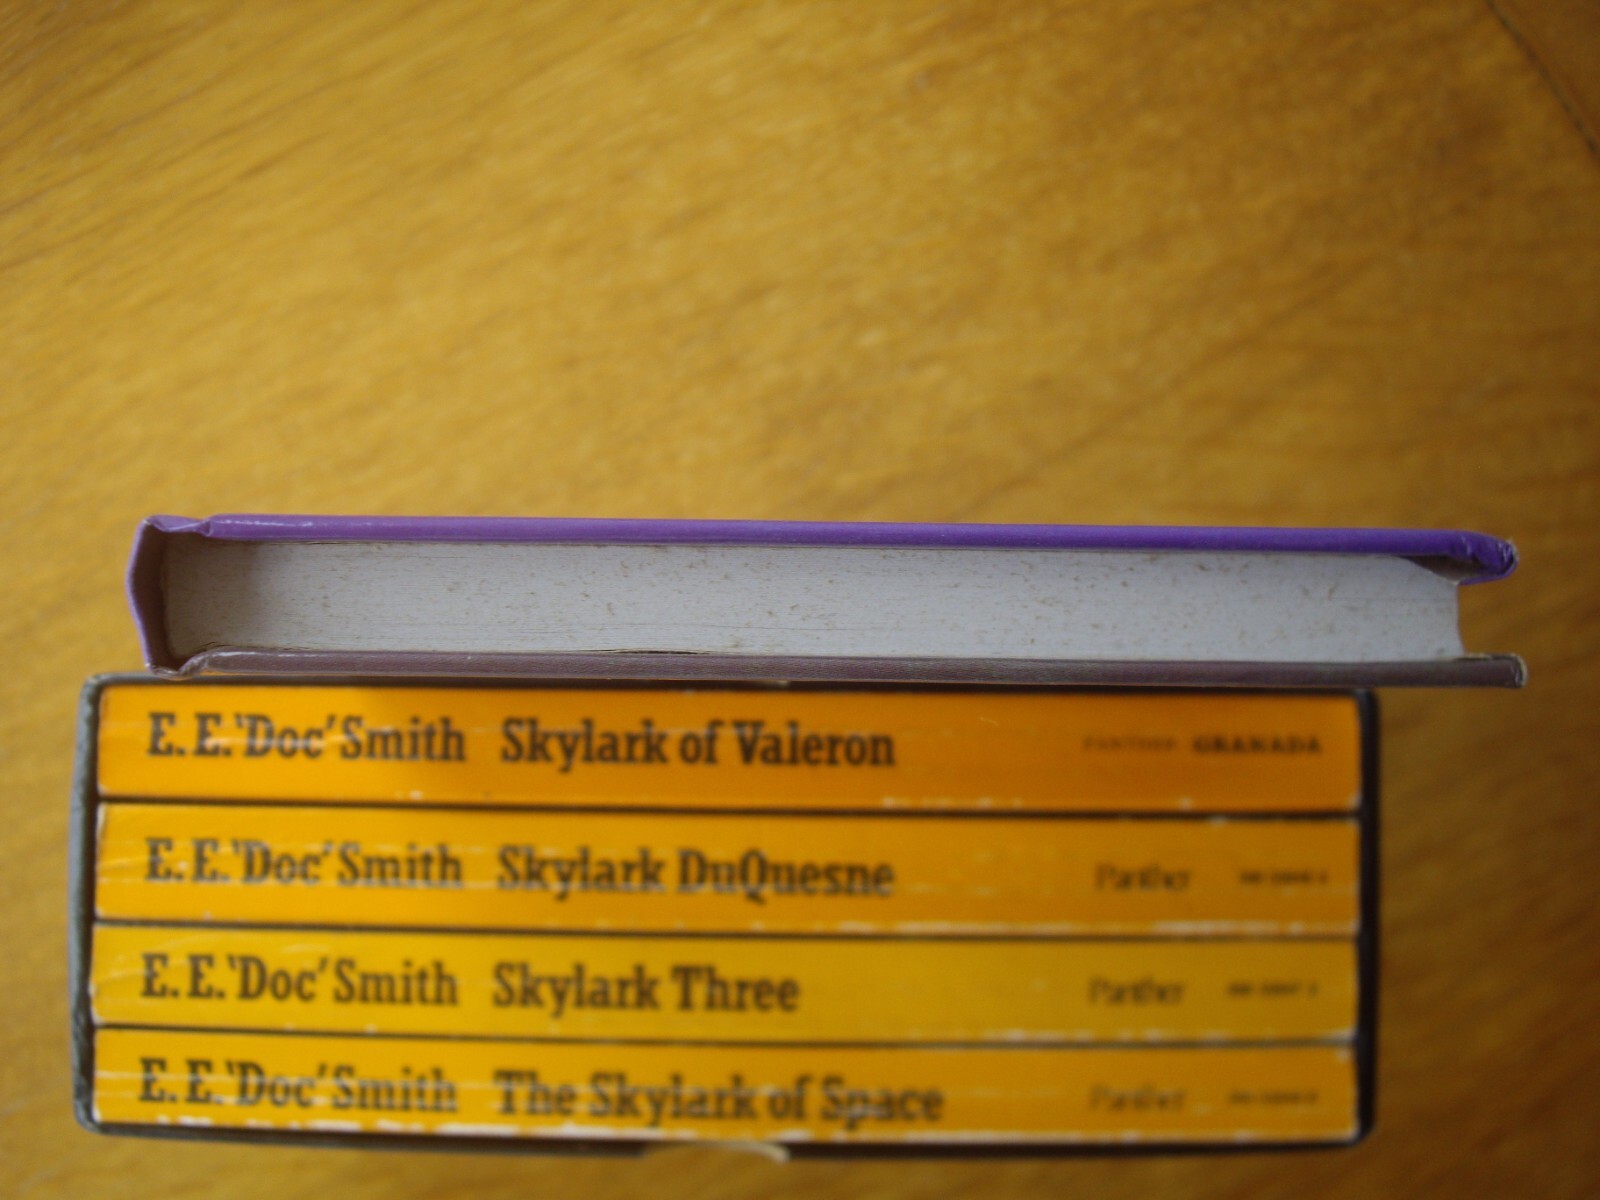 E.E.'Doc' Smith Skylark of Valeron PANTHER GRANADA
E.E.'Doc' Smith Skylark DuQuesne Panther
E.E.'Doc' Smith Skylark Three Panther
E.E.'Doc' Smith The Skylark of Space Panther